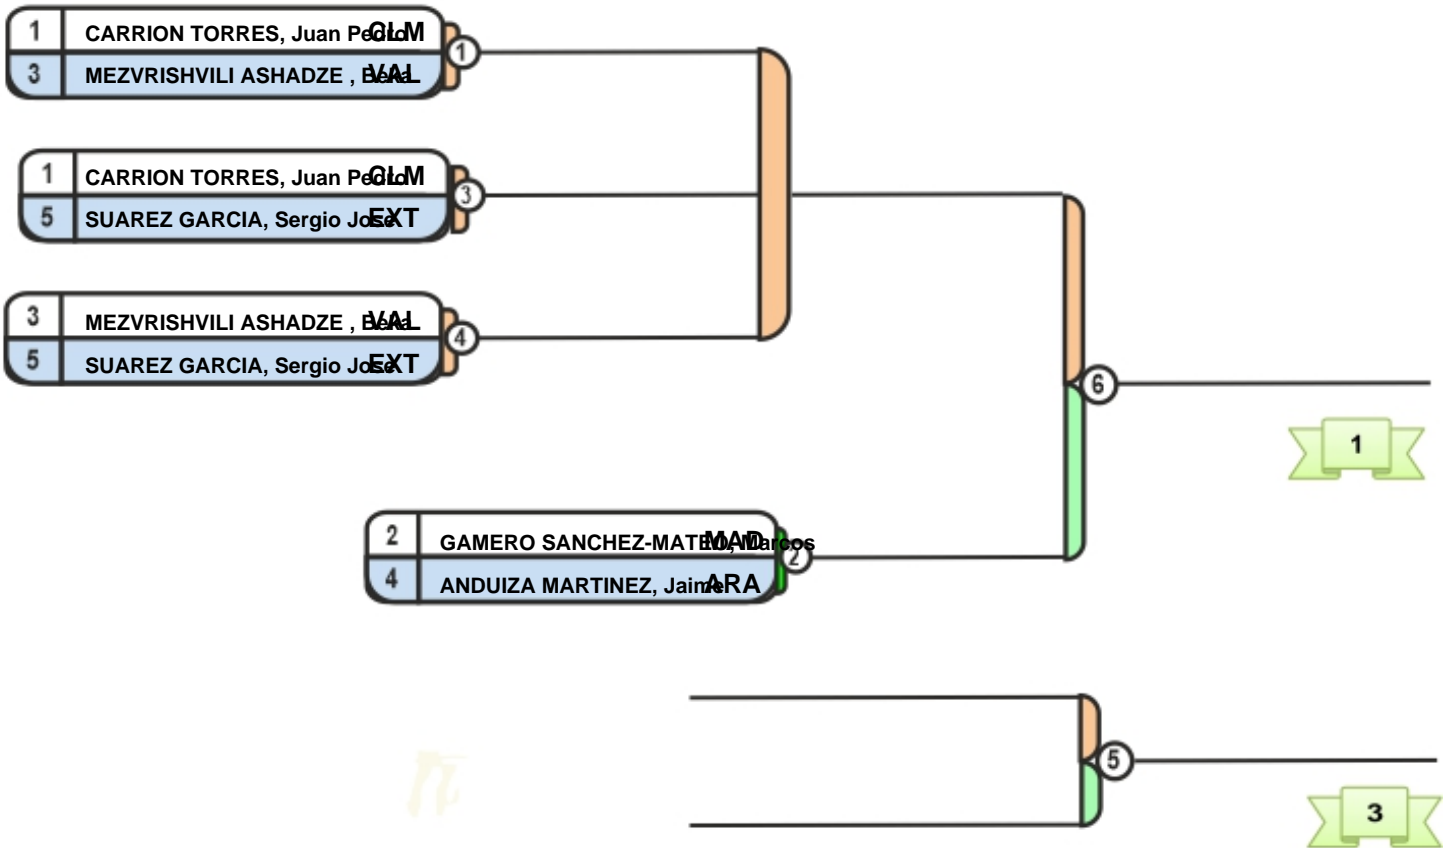 1 CARRION TORRES, Juan Pedro CLM
1
3 MEZVRISHVILI ASHADZE , Beka VAL
1 CARRION TORRES, Juan Pedro CLM
3
5 SUAREZ GARCIA, Sergio Jose EXT
3 MEZVRISHVILI ASHADZE , Beka VAL
4
5 SUAREZ GARCIA, Sergio Jose EXT
6
1
2 GAMERO SANCHEZ-MATEO, Marcos MAD
2
4 ANDUIZA MARTINEZ, Jaime ARA
5
3